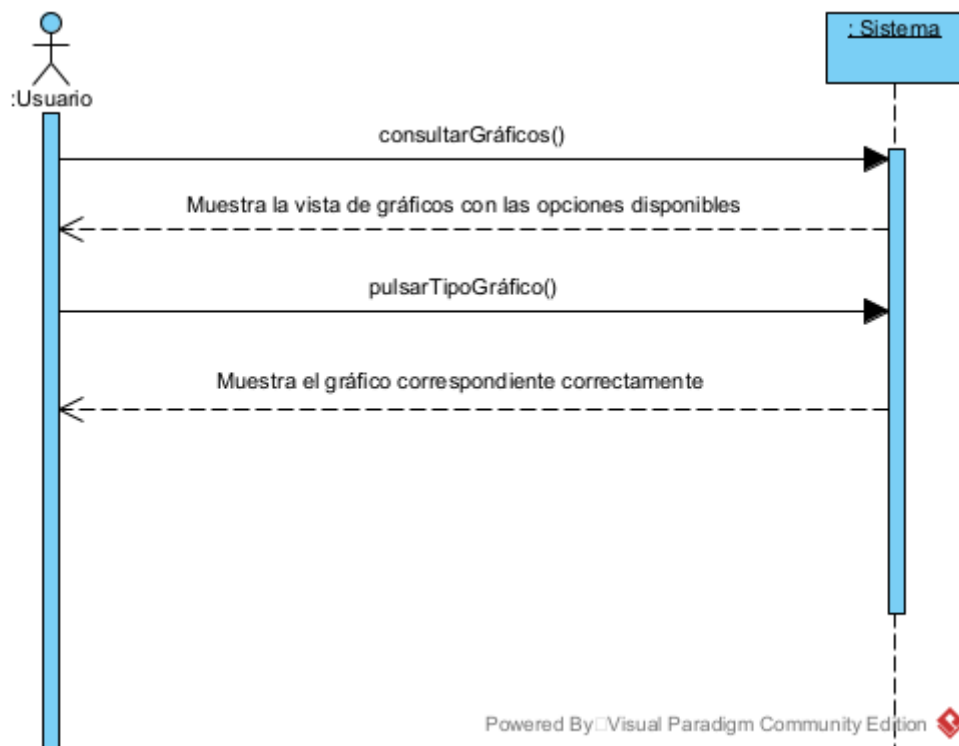 : Sistema
:Usuario
consultarGráficos()
Muestra la vista de gráficos con las opciones disponibles
pulsarTipoGráfico()
Muestra el gráfico correspondiente correctamente
Powered By□Visual Paradigm Community Edition